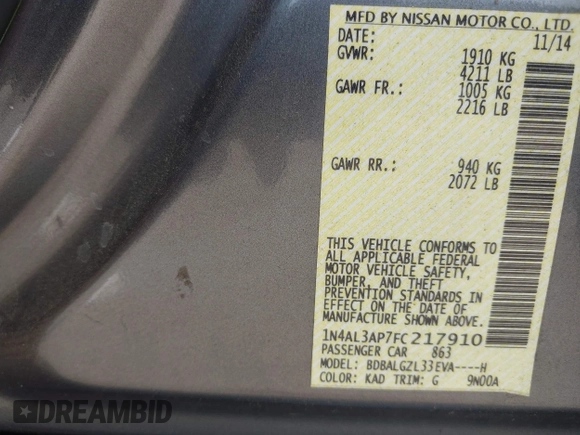 MFD BY NISSAN MOTOR CO., LTD.
DATE: 11/14
GVWR: 1910 KG
4211 LB
GAWR FR.: 1005 KG
2216 LB
GAWR RR.: 940 KG
2072 LB
THIS VEHICLE CONFORMS TO
ALL APPLICABLE FEDERAL
MOTOR VEHICLE SAFETY,
BUMPER, AND THEFT
PREVENTION STANDARDS IN
EFFECT ON THE DATE OF
MANUFACTURE SHOWN ABOVE.
1N4AL3AP7FC217910
PASSENGER CAR 863
MODEL: BDBALGZL33EVA----H
COLOR: KAD TRIM: G 9N00A
DREAMBID